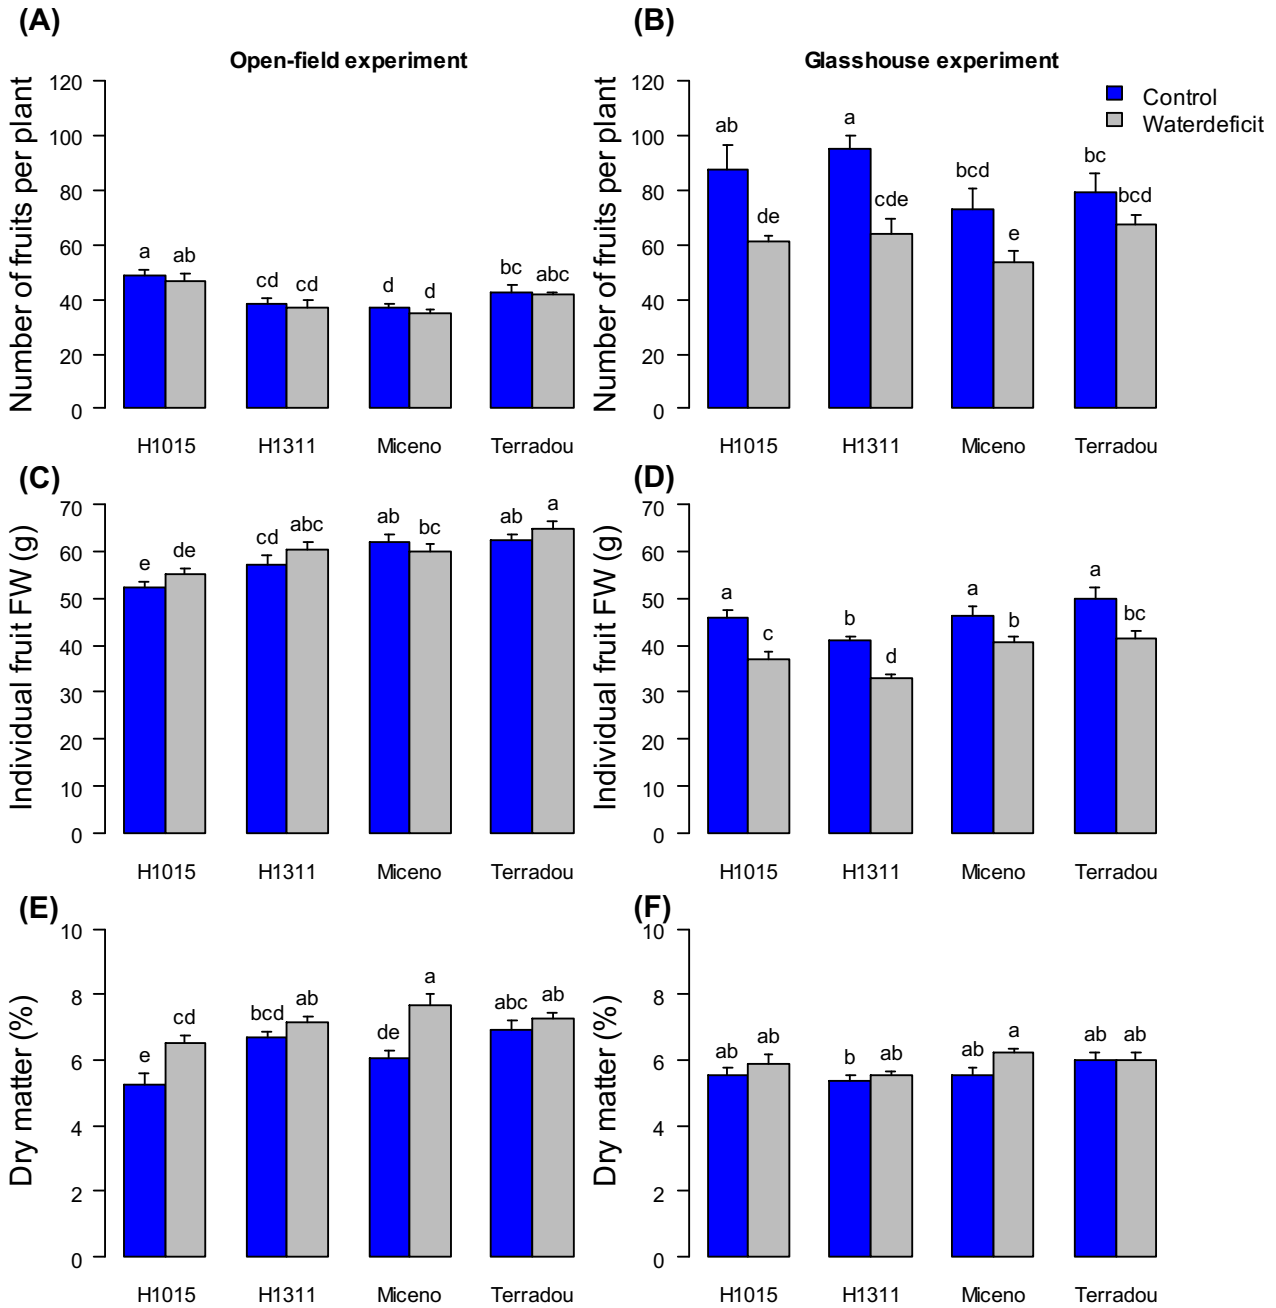 (A)
Open-field experiment
Number of fruits per plant
120
100
80
60
40
20
0
a ab cd cd d d bc abc
H1015 H1311 Miceno Terradou
(B)
Glasshouse experiment
Control
Waterdeficit
Number of fruits per plant
120
100
80
60
40
20
0
ab de a cde bcd e bc bcd
H1015 H1311 Miceno Terradou
(C)
Individual fruit FW (g)
70
60
50
40
30
20
10
0
e de cd abc ab bc ab a
H1015 H1311 Miceno Terradou
(D)
Individual fruit FW (g)
70
60
50
40
30
20
10
0
a c b d a b a bc
H1015 H1311 Miceno Terradou
(E)
Dry matter (%)
10
8
6
4
2
0
e cd bcd ab de a abc ab
H1015 H1311 Miceno Terradou
(F)
Dry matter (%)
10
8
6
4
2
0
ab ab b ab ab a ab ab
H1015 H1311 Miceno Terradou